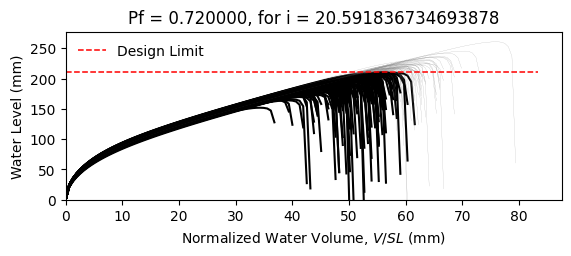 Pf = 0.720000, for i = 20.591836734693878
Water Level (mm)
250
200
150
100
50
0
Design Limit
0 10 20 30 40 50 60 70 80
Normalized Water Volume, V/SL (mm)